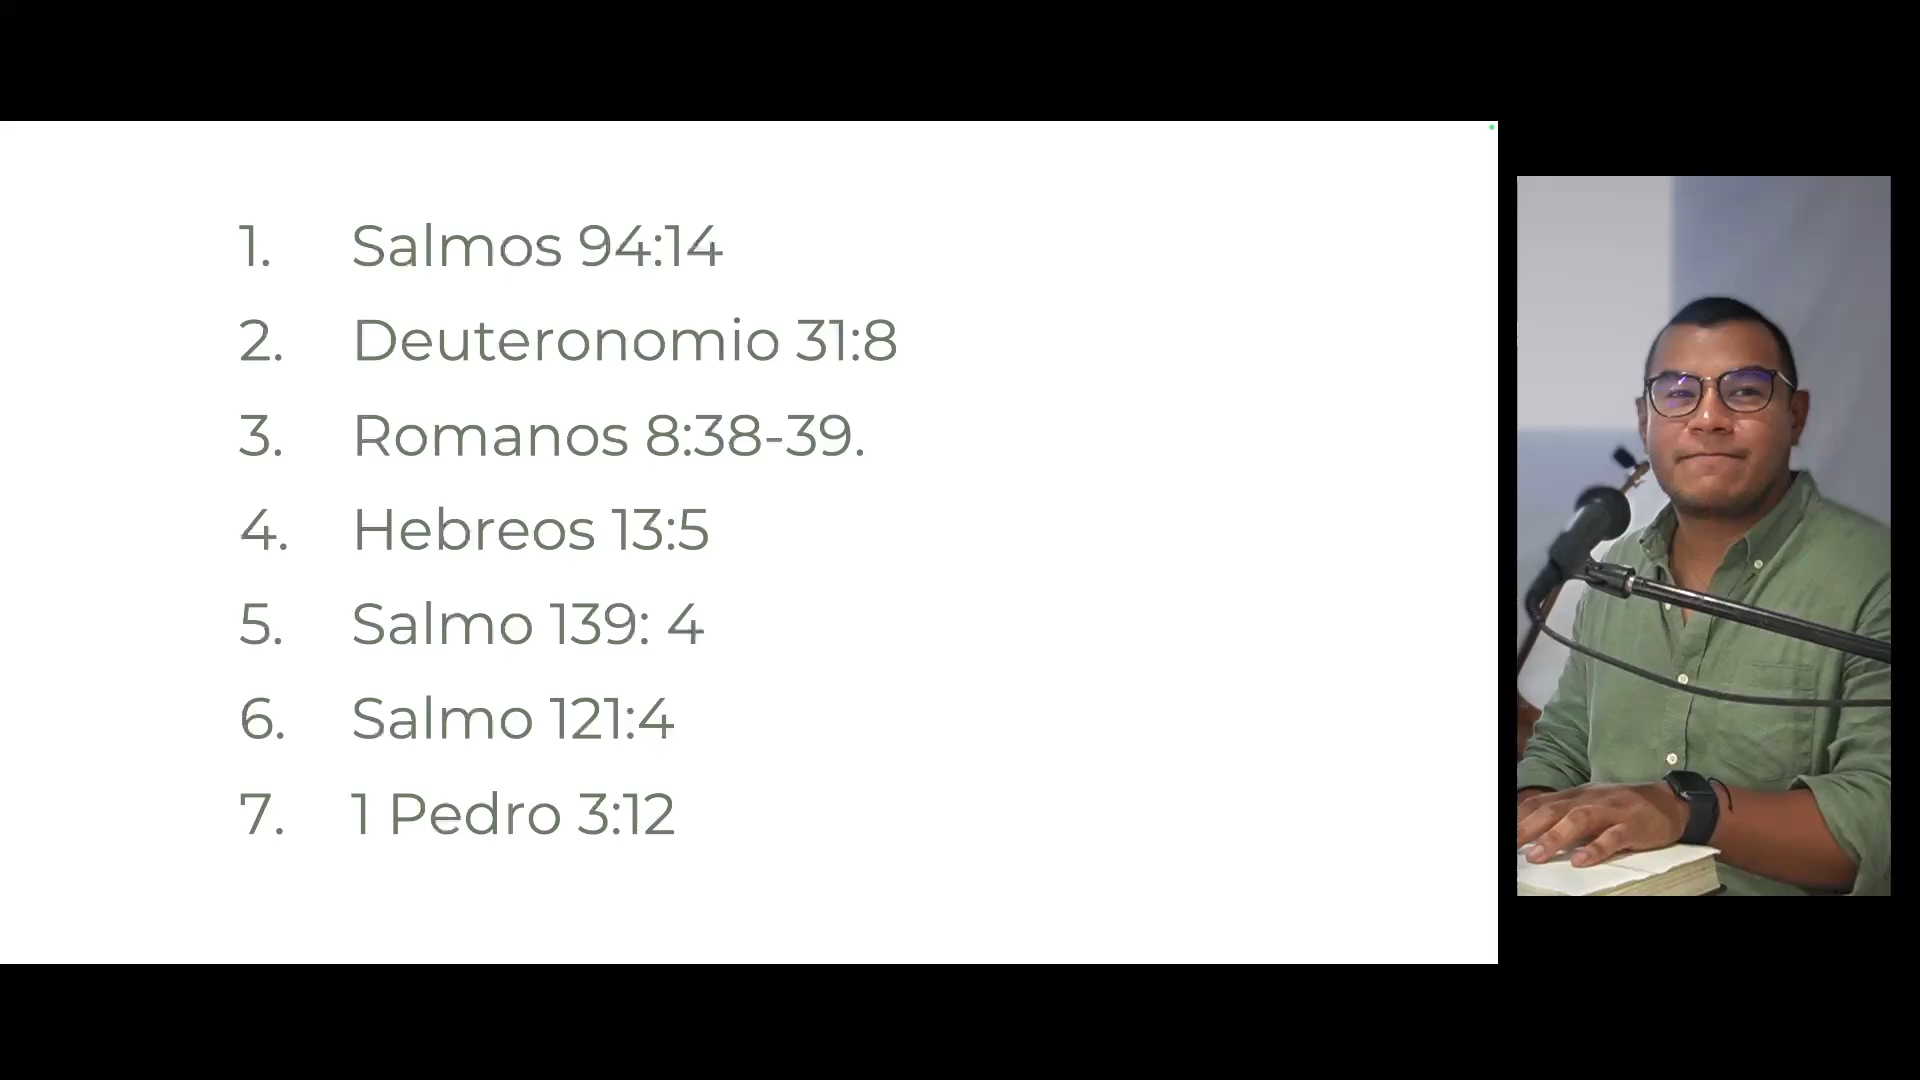 1. Salmos 94:14
2. Deuteronomio 31:8
3. Romanos 8:38-39.
4. Hebreos 13:5
5. Salmo 139: 4
6. Salmo 121:4
7. 1 Pedro 3:12